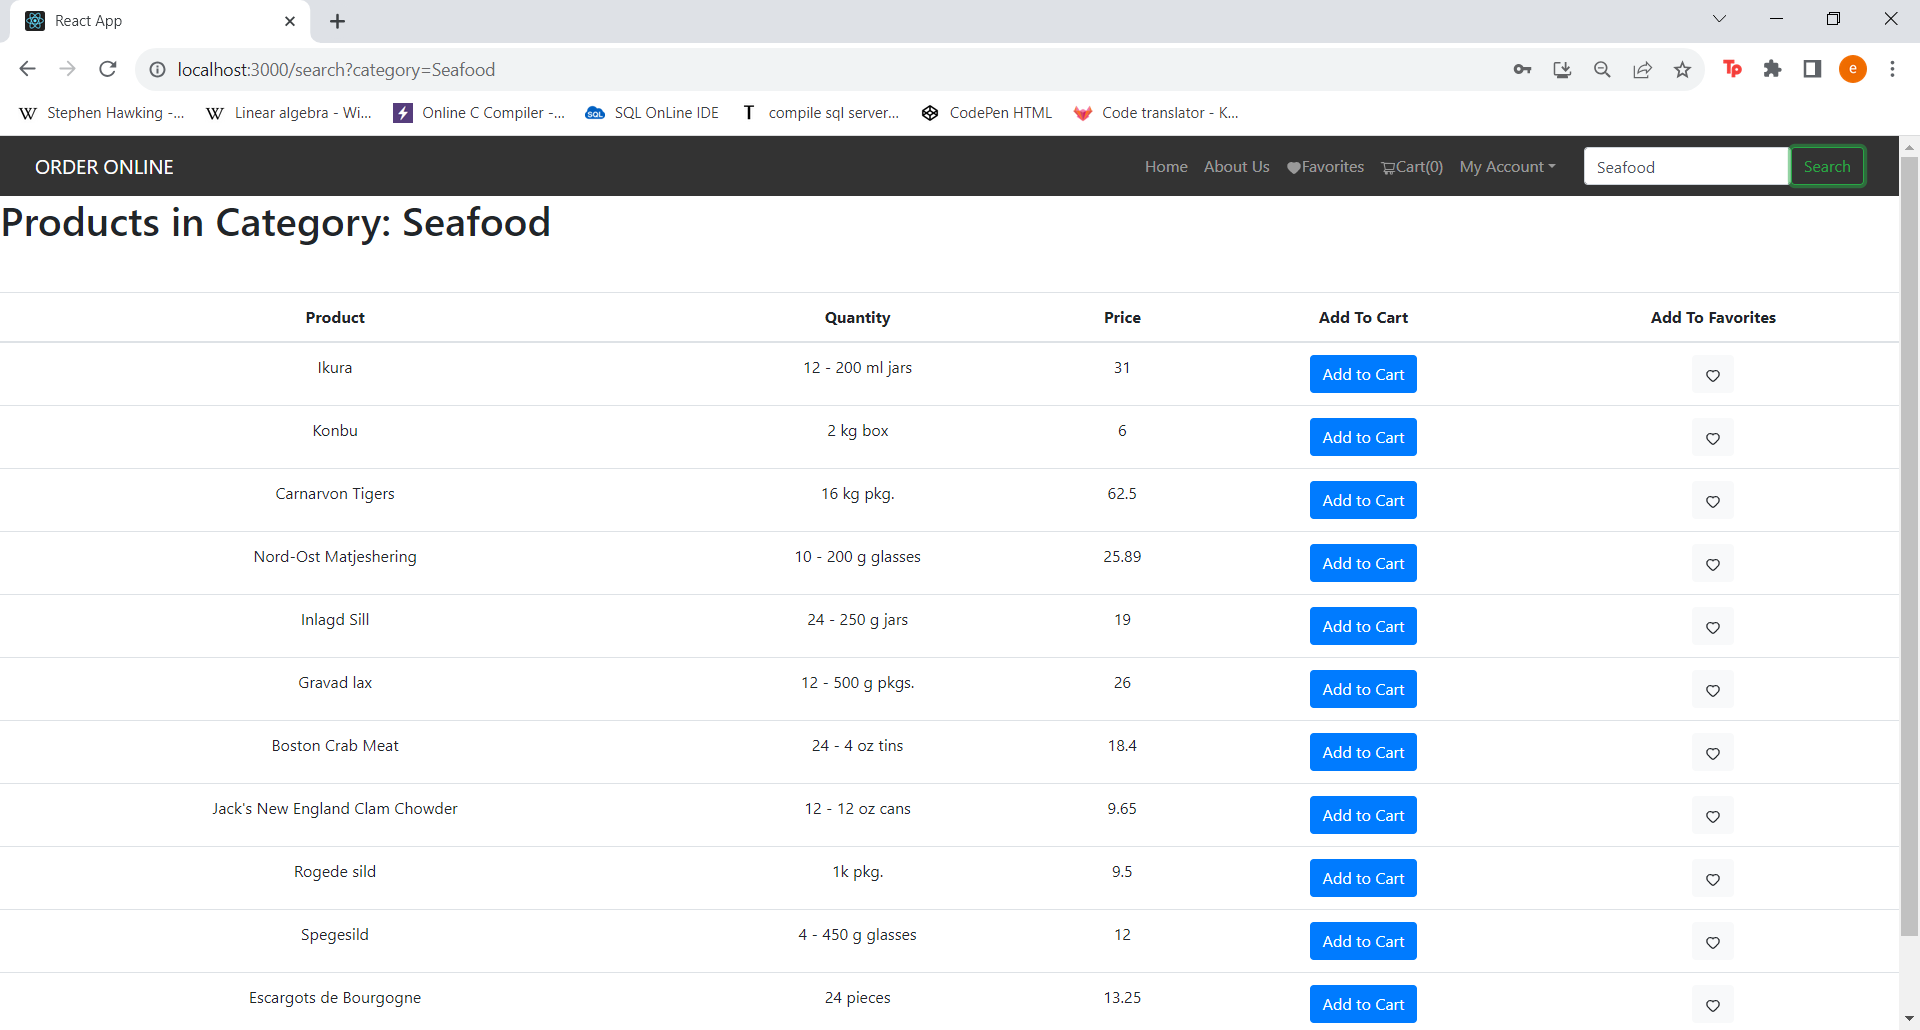 React App
localhost:3000/search?category=Seafood
Tp
e
W Stephen Hawking -... W Linear algebra - Wi... Online C Compiler -... SQL SQL OnLine IDE T compile sql server... CodePen HTML Code translator - K...
ORDER ONLINE Home About Us Favorites Cart(0) My Account Seafood Search
Products in Category: Seafood
Product Quantity Price Add To Cart Add To Favorites
Ikura 12 - 200 ml jars 31 Add to Cart
Konbu 2 kg box 6 Add to Cart
Carnarvon Tigers 16 kg pkg. 62.5 Add to Cart
Nord-Ost Matjeshering 10 - 200 g glasses 25.89 Add to Cart
Inlagd Sill 24 - 250 g jars 19 Add to Cart
Gravad lax 12 - 500 g pkgs. 26 Add to Cart
Boston Crab Meat 24 - 4 oz tins 18.4 Add to Cart
Jack's New England Clam Chowder 12 - 12 oz cans 9.65 Add to Cart
Rogede sild 1k pkg. 9.5 Add to Cart
Spegesild 4 - 450 g glasses 12 Add to Cart
Escargots de Bourgogne 24 pieces 13.25 Add to Cart